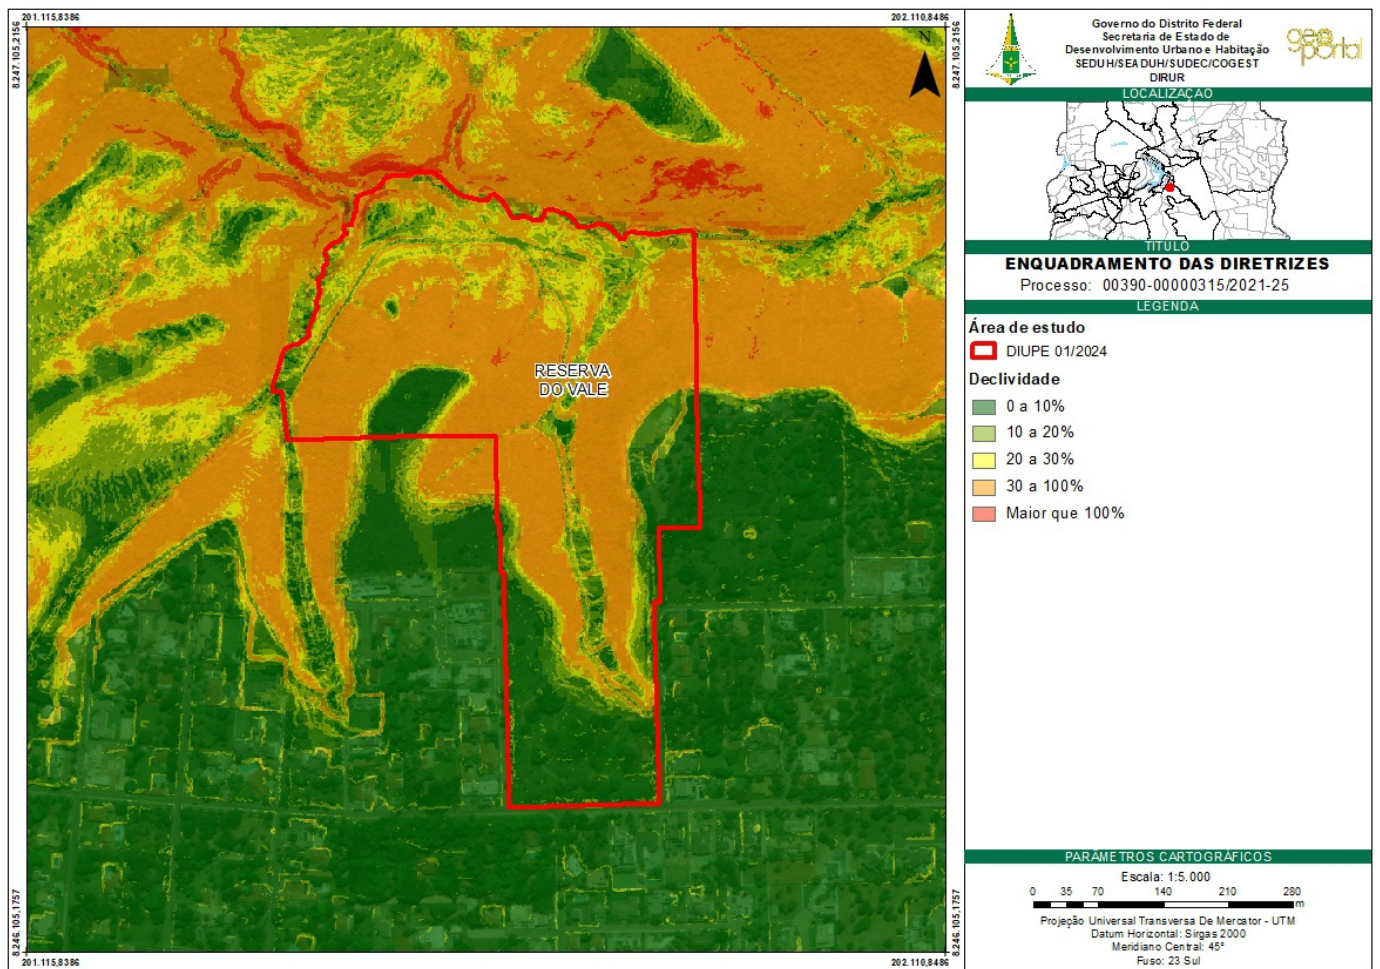 201.115,8386
202.110,8486
8.247.105,2156
8.247.105,2156
N
RESERVA
DO VALE
8.246.105,1757
8.246.105,1757
201.115,8386
202.110,8486
Governo do Distrito Federal
Secretaria de Estado de
Desenvolvimento Urbano e Habitação
SEDUH/SEADUH/SUDEC/COGEST
DIRUR
geo
portal
LOCALIZAÇÃO
TÍTULO
ENQUADRAMENTO DAS DIRETRIZES
Processo: 00390-00000315/2021-25
LEGENDA
Área de estudo
DIUPE 01/2024
Declividade
0 a 10%
10 a 20%
20 a 30%
30 a 100%
Maior que 100%
PARÂMETROS CARTOGRÁFICOS
Escala: 1:5.000
0 35 70 140 210 280
m
Projeção Universal Transversa De Mercator - UTM
Datum Horizontal: Sirgas 2000
Meridiano Central: 45°
Fuso: 23 Sul